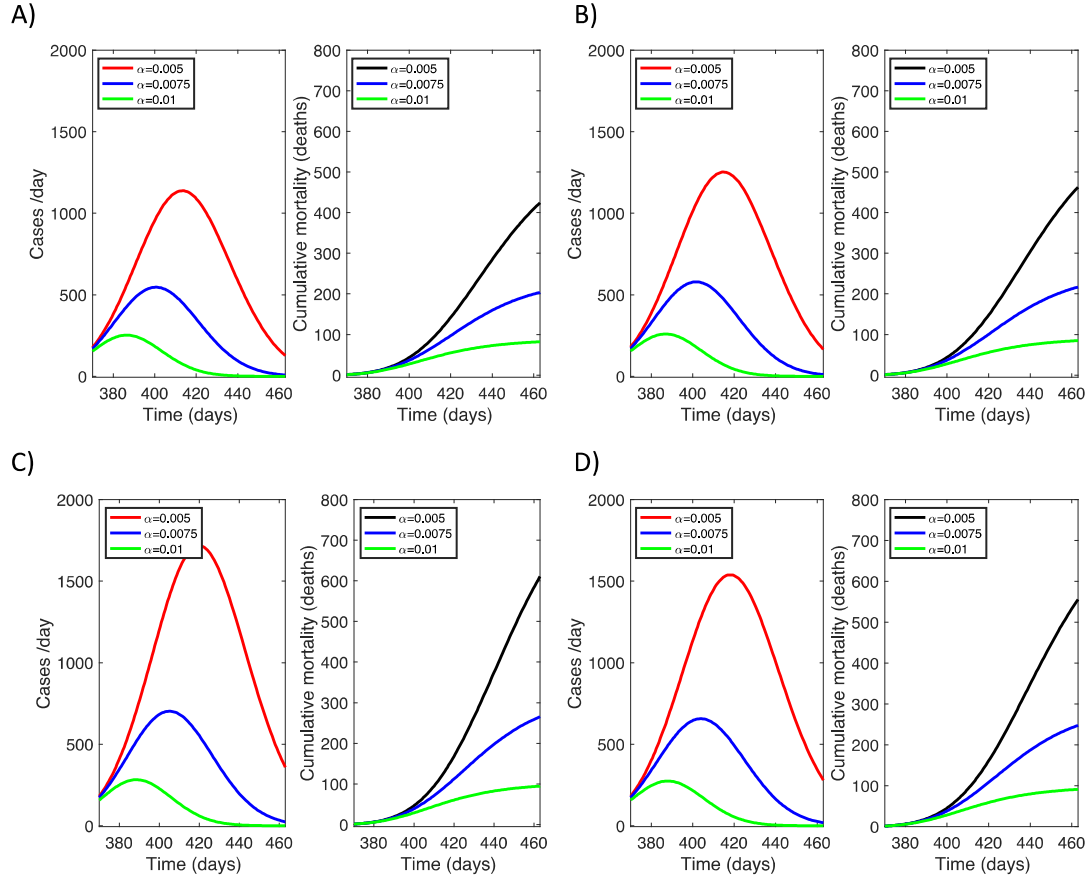 A)
2000
1500
1000
500
0
Cases /day
α=0.005
α=0.0075
α=0.01
380 400 420 440 460
Time (days)
800
700
600
500
400
300
200
100
0
Cumulative mortality (deaths)
α=0.005
α=0.0075
α=0.01
380 400 420 440 460
Time (days)
B)
2000
1500
1000
500
0
Cases /day
α=0.005
α=0.0075
α=0.01
380 400 420 440 460
Time (days)
800
700
600
500
400
300
200
100
0
Cumulative mortality (deaths)
α=0.005
α=0.0075
α=0.01
380 400 420 440 460
Time (days)
C)
2000
1500
1000
500
0
Cases /day
α=0.005
α=0.0075
α=0.01
380 400 420 440 460
Time (days)
800
700
600
500
400
300
200
100
0
Cumulative mortality (deaths)
α=0.005
α=0.0075
α=0.01
380 400 420 440 460
Time (days)
D)
2000
1500
1000
500
0
Cases /day
α=0.005
α=0.0075
α=0.01
380 400 420 440 460
Time (days)
800
700
600
500
400
300
200
100
0
Cumulative mortality (deaths)
α=0.005
α=0.0075
α=0.01
380 400 420 440 460
Time (days)